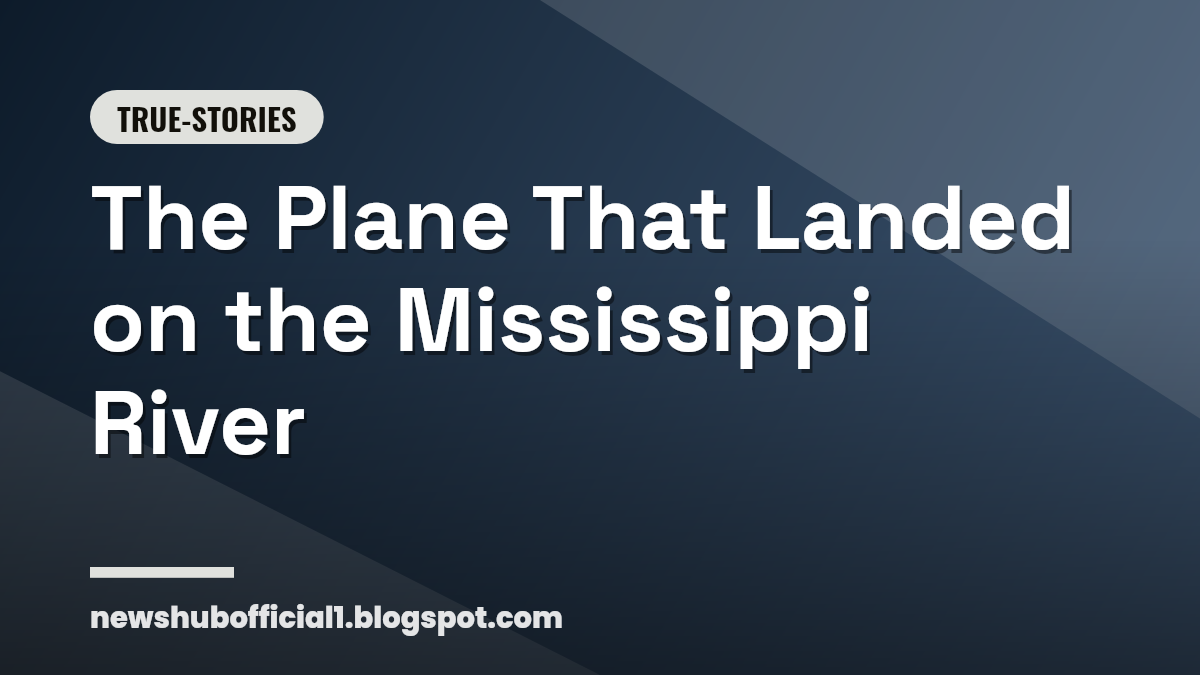 TRUE-STORIES
The Plane That Landed
on the Mississippi
River
newshubofficial1.blogspot.com